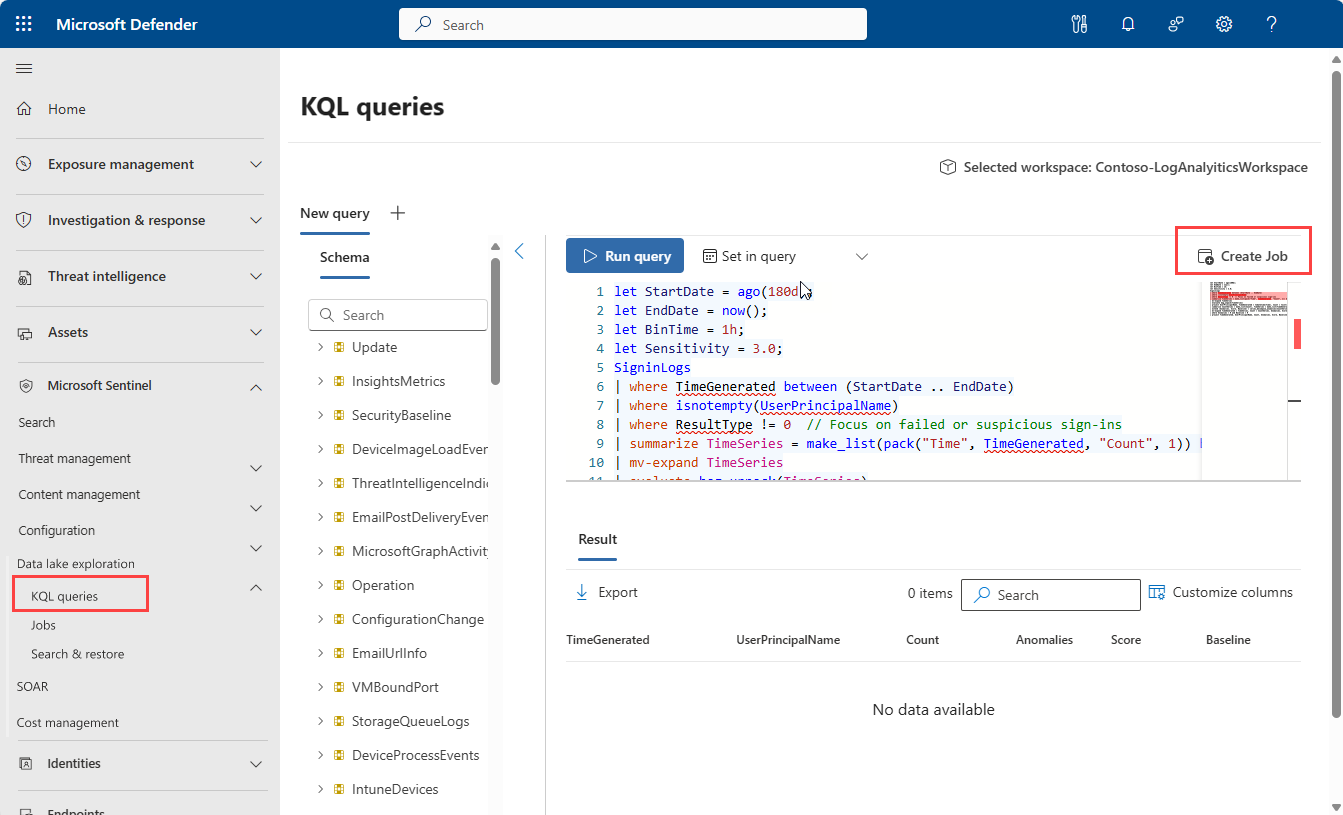 Microsoft Defender
Search
Home
Exposure management
Investigation & response
Threat intelligence
Assets
Microsoft Sentinel
Search
Threat management
Content management
Configuration
Data lake exploration
KQL queries
Jobs
Search & restore
SOAR
Cost management
Identities
Endpoints
KQL queries
Selected workspace: Contoso-LogAnalyiticsWorkspace
New query
Schema
Search
Update
InsightsMetrics
SecurityBaseline
DeviceImageLoadEver
ThreatIntelligenceIndi
EmailPostDeliveryEven
MicrosoftGraphActivity
Operation
ConfigurationChange
EmailUrlInfo
VMBoundPort
StorageQueueLogs
DeviceProcessEvents
IntuneDevices
Run query
Set in query
Create Job
1 let StartDate = ago(180d
2 let EndDate = now();
3 let BinTime = 1h;
4 let Sensitivity = 3.0;
5 SigninLogs
6 | where TimeGenerated between (StartDate .. EndDate)
7 | where isnotempty(UserPrincipalName)
8 | where ResultType != 0 // Focus on failed or suspicious sign-ins
9 | summarize TimeSeries = make_list(pack("Time", TimeGenerated, "Count", 1))
10 | mv-expand TimeSeries
11 | evaluate bag_unpack(TimeSeries)
Result
Export
0 items
Search
Customize columns
TimeGenerated UserPrincipalName Count Anomalies Score Baseline
No data available